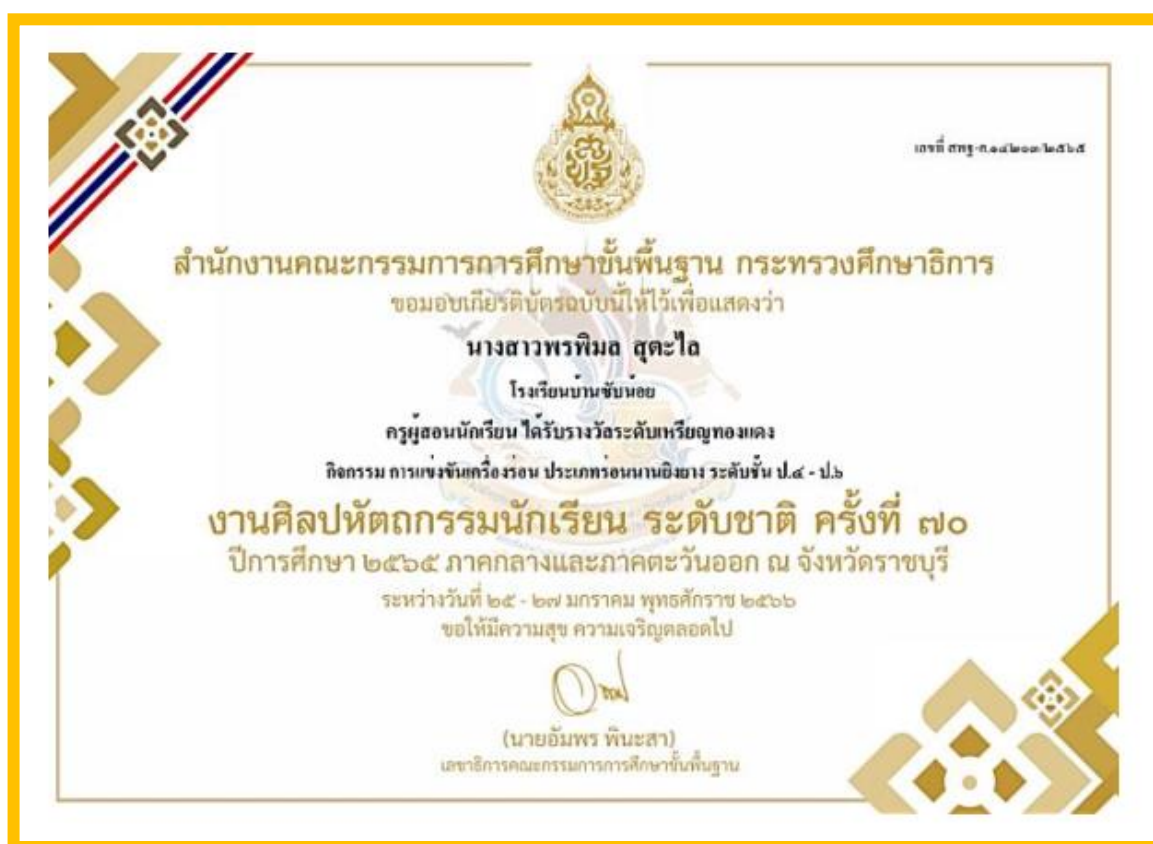 เลขที่ สพฐ-ก.๑๔๒๐๓/๒๕๖๕
สำนักงานคณะกรรมการการศึกษาขั้นพื้นฐาน กระทรวงศึกษาธิการ
ขอมอบเกียรติบัตรฉบับนี้ให้ไว้เพื่อแสดงว่า
นางสาวพรพิมล สุตะไล
โรงเรียนบ้านซับน้อย
ครูผู้สอนนักเรียน ได้รับรางวัลระดับเหรียญทองแดง
กิจกรรม การแข่งขันเครื่องร่อน ประเภทร่อนนานยิงยาง ระดับชั้น ป.๔ - ป.๖
งานศิลปหัตถกรรมนักเรียน ระดับชาติ ครั้งที่ ๗๐
ปีการศึกษา ๒๕๖๕ ภาคกลางและภาคตะวันออก ณ จังหวัดราชบุรี
ระหว่างวันที่ ๒๕ - ๒๗ มกราคม พุทธศักราช ๒๕๖๖
ขอให้มีความสุข ความเจริญตลอดไป
(นายอัมพร พินะสา)
เลขาธิการคณะกรรมการการศึกษาขั้นพื้นฐาน